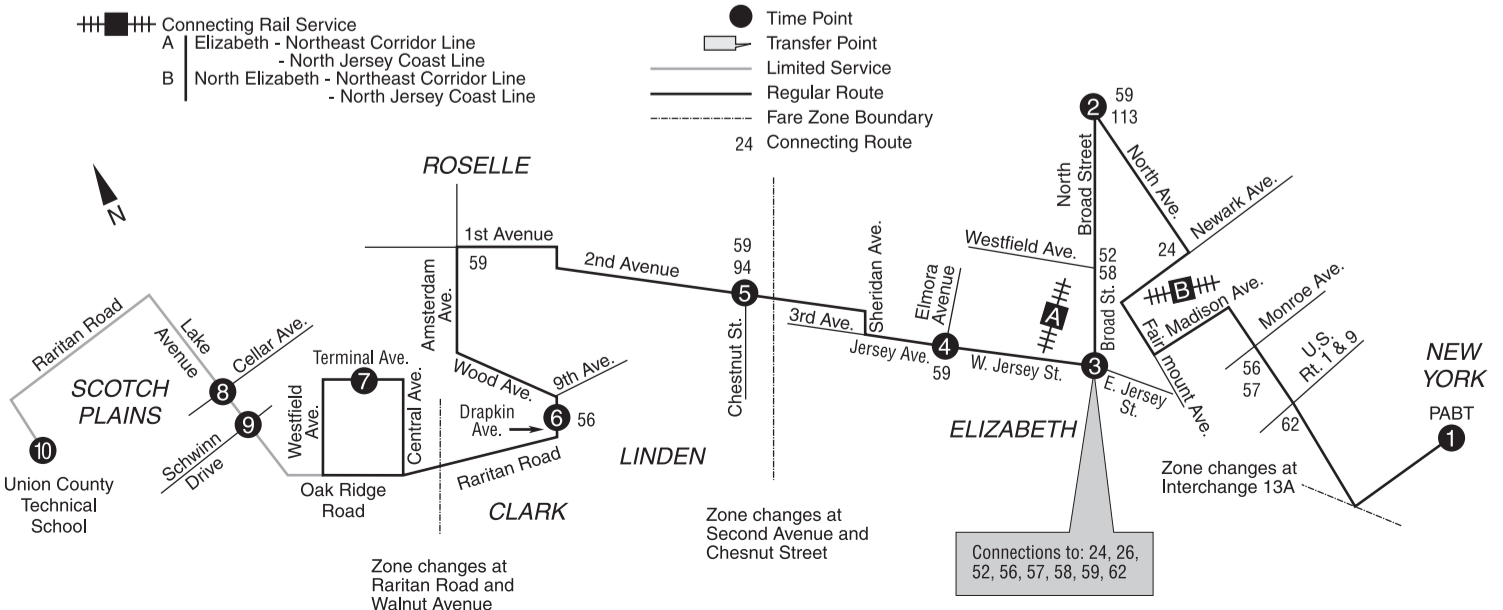 Connecting Rail Service
A Elizabeth - Northeast Corridor Line
- North Jersey Coast Line
B North Elizabeth - Northeast Corridor Line
- North Jersey Coast Line
Time Point
Transfer Point
Limited Service
Regular Route
Fare Zone Boundary
24 Connecting Route
N
ROSELLE
1st Avenue
59
2nd Avenue
Amsterdam
Ave.
59
94
5
Chestnut St.
Sheridan Ave.
3rd Ave.
Jersey Ave.
59
Elmora
Avenue
4
W. Jersey St.
Westfield Ave.
2
59
113
North
Broad Street
North Ave.
Newark Ave.
24
52
58
A
Broad St.
B
3
E. Jersey
St.
Fairmount Ave.
Madison Ave.
Monroe Ave.
56
57
U.S.
Rt. 1 & 9
62
NEW
YORK
PABT
1
Raritan Road
Lake
Avenue
Cellar Ave.
8
SCOTCH
PLAINS
9
Schwinn
Drive
10
Union County
Technical
School
Terminal Ave.
7
Westfield
Ave.
Central Ave.
Oak Ridge
Road
Wood Ave.
9th Ave.
Drapkin
Ave.
6
56
Raritan Road
LINDEN
CLARK
ELIZABETH
Zone changes at
Raritan Road and
Walnut Avenue
Zone changes at
Second Avenue and
Chesnut Street
Zone changes at
Interchange 13A
Connections to: 24, 26,
52, 56, 57, 58, 59, 62